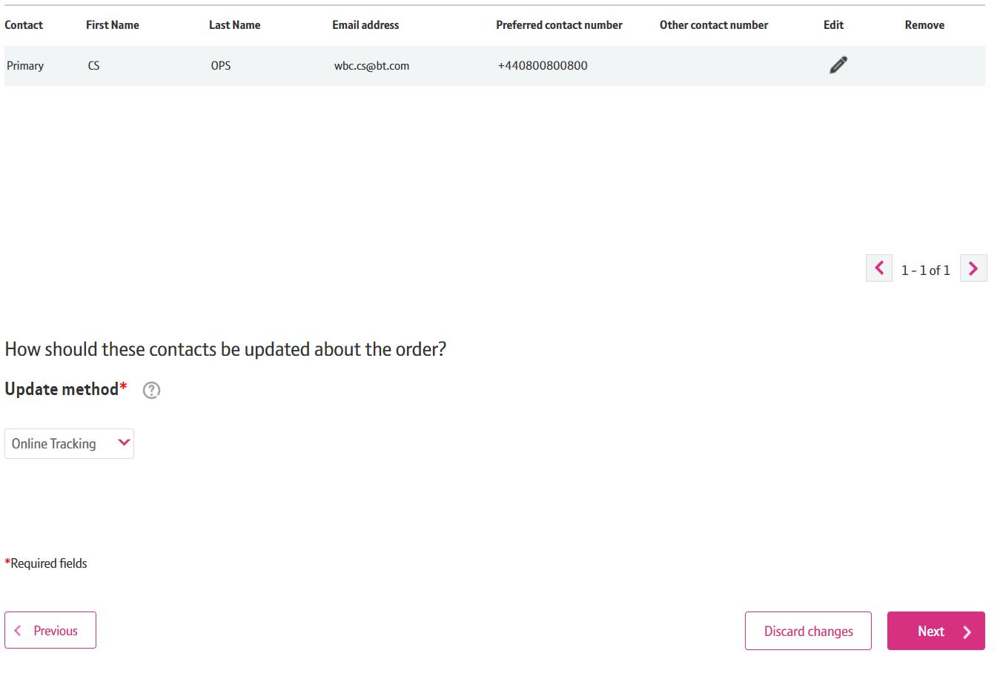 Contact First Name Last Name Email address Preferred contact number Other contact number Edit Remove
Primary CS OPS wbc.cs@bt.com +440800800800
1 - 1 of 1
How should these contacts be updated about the order?
Update method* ?
Online Tracking
*Required fields
Previous Discard changes Next